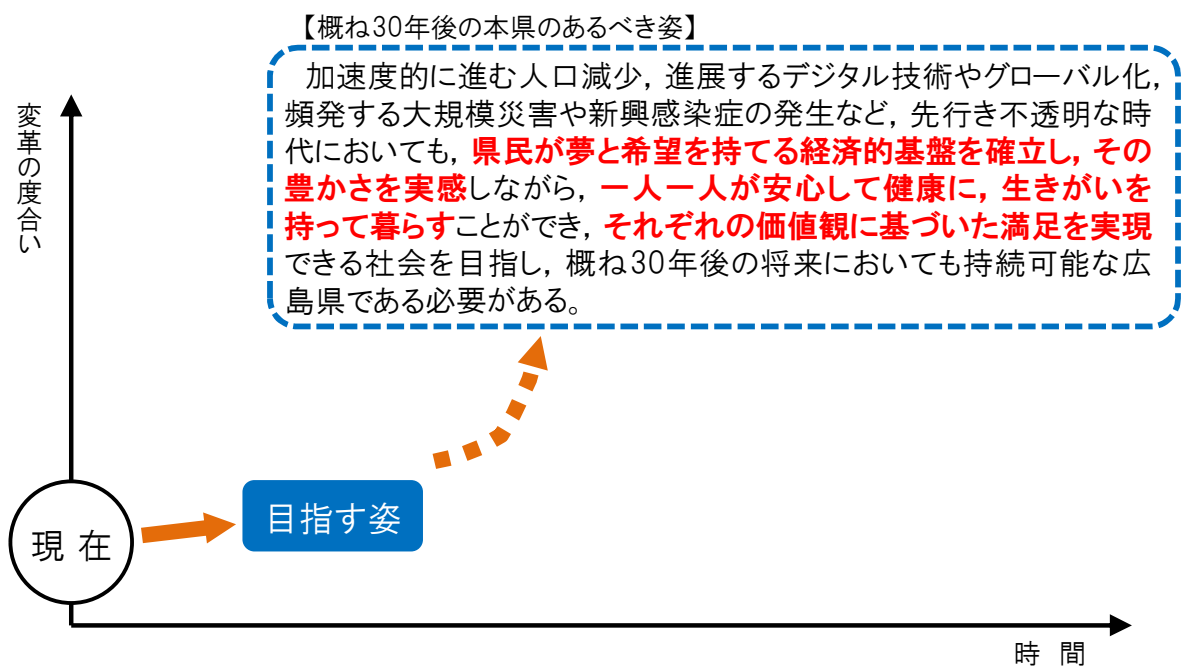 【概ね30年後の本県のあるべき姿】
加速度的に進む人口減少，進展するデジタル技術やグローバル化，
頻発する大規模災害や新興感染症の発生など，先行き不透明な時
代においても，県民が夢と希望を持てる経済的基盤を確立し，その
豊かさを実感しながら，一人一人が安心して健康に，生きがいを
持って暮らすことができ，それぞれの価値観に基づいた満足を実現
できる社会を目指し，概ね30年後の将来においても持続可能な広
島県である必要がある。
変革の度合い
目指す姿
現 在
時 間